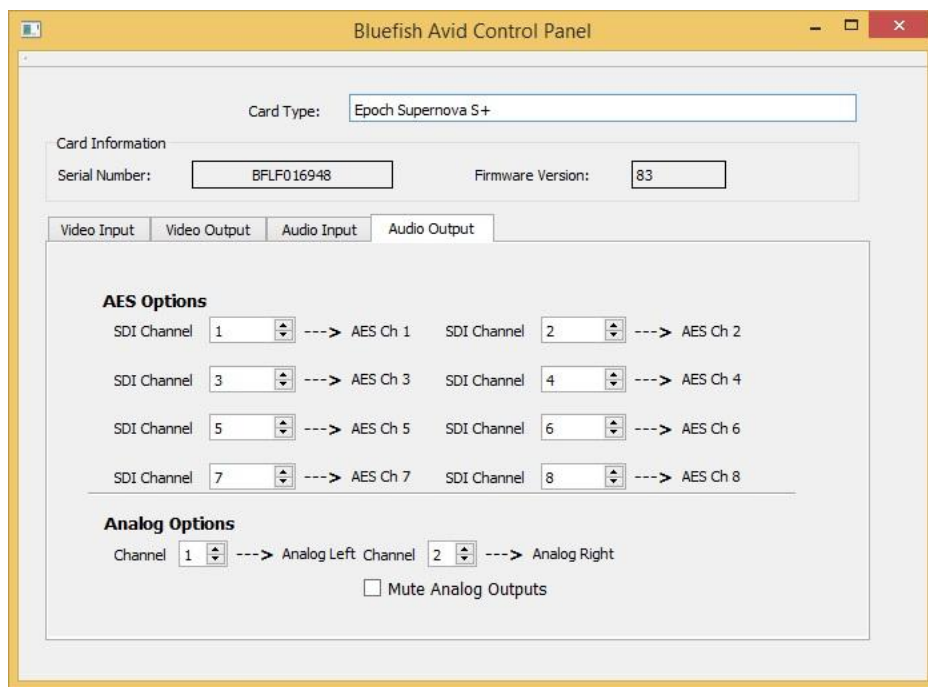 Bluefish Avid Control Panel
Card Type: Epoch Supernova S+
Card Information
Serial Number: BFLF016948 Firmware Version: 83
Video Input Video Output Audio Input Audio Output
AES Options
SDI Channel 1 ---> AES Ch 1 SDI Channel 2 ---> AES Ch 2
SDI Channel 3 ---> AES Ch 3 SDI Channel 4 ---> AES Ch 4
SDI Channel 5 ---> AES Ch 5 SDI Channel 6 ---> AES Ch 6
SDI Channel 7 ---> AES Ch 7 SDI Channel 8 ---> AES Ch 8
Analog Options
Channel 1 ---> Analog Left Channel 2 ---> Analog Right
Mute Analog Outputs